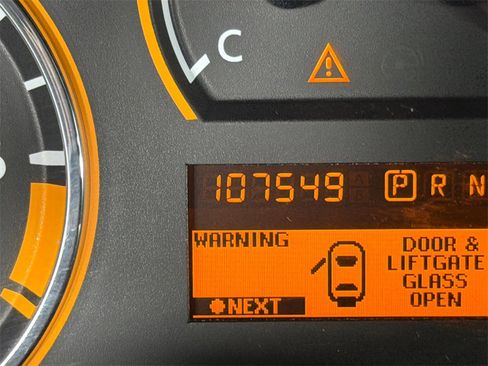 C
107549 P R N
WARNING
DOOR &
LIFTGATE
GLASS
OPEN
NEXT